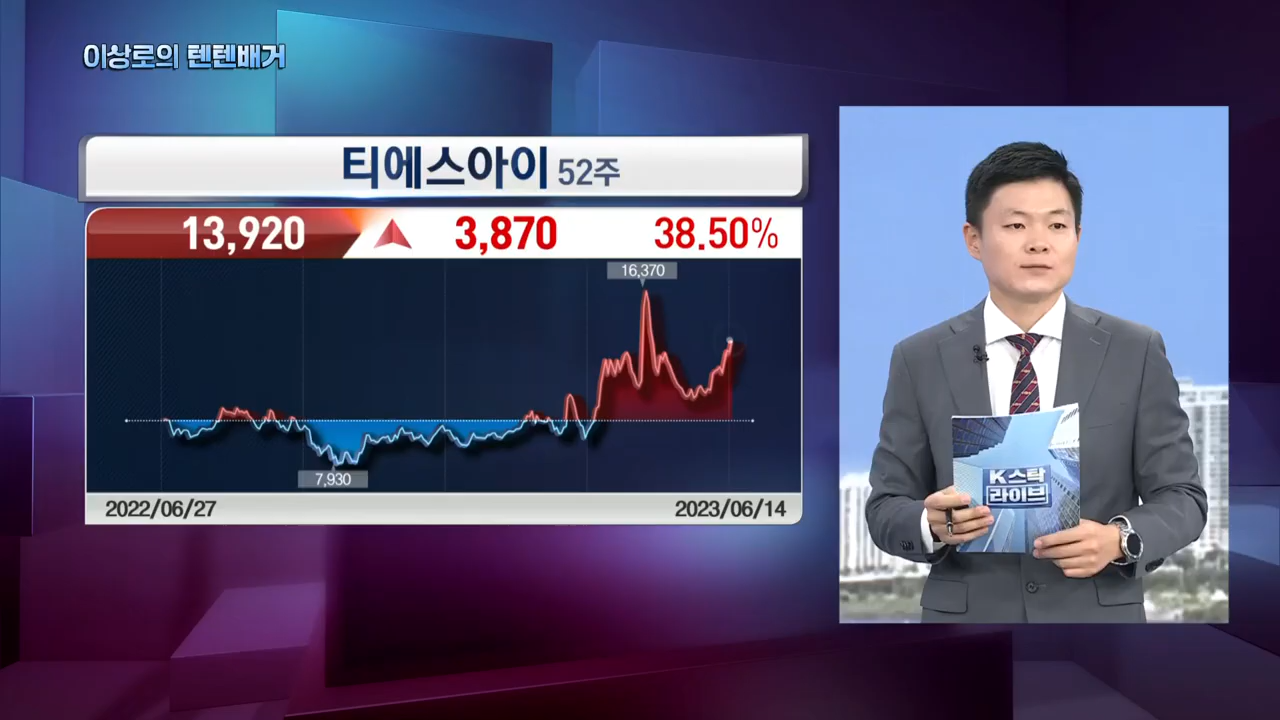 이상로의 텐텐배거
티에스아이 52주
13,920 ▲ 3,870 38.50%
16,370
7,930
2022/06/27 2023/06/14
K스탁
라이브